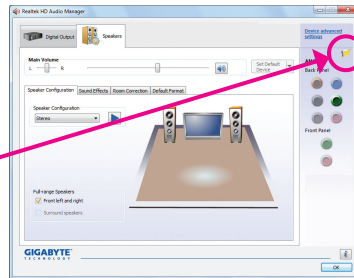 Realtek HD Audio Manager
Digital Output
Speakers
Device advanced
settings
Main Volume
L
R
Set Default
Device
Back Panel
Speaker Configuration
Sound Effects
Room Correction
Default Format
Speaker Configuration
Stereo
Front Panel
Full-range Speakers
Front left and right
Surround speakers
GIGABYTE
TECHNOLOGY
OK